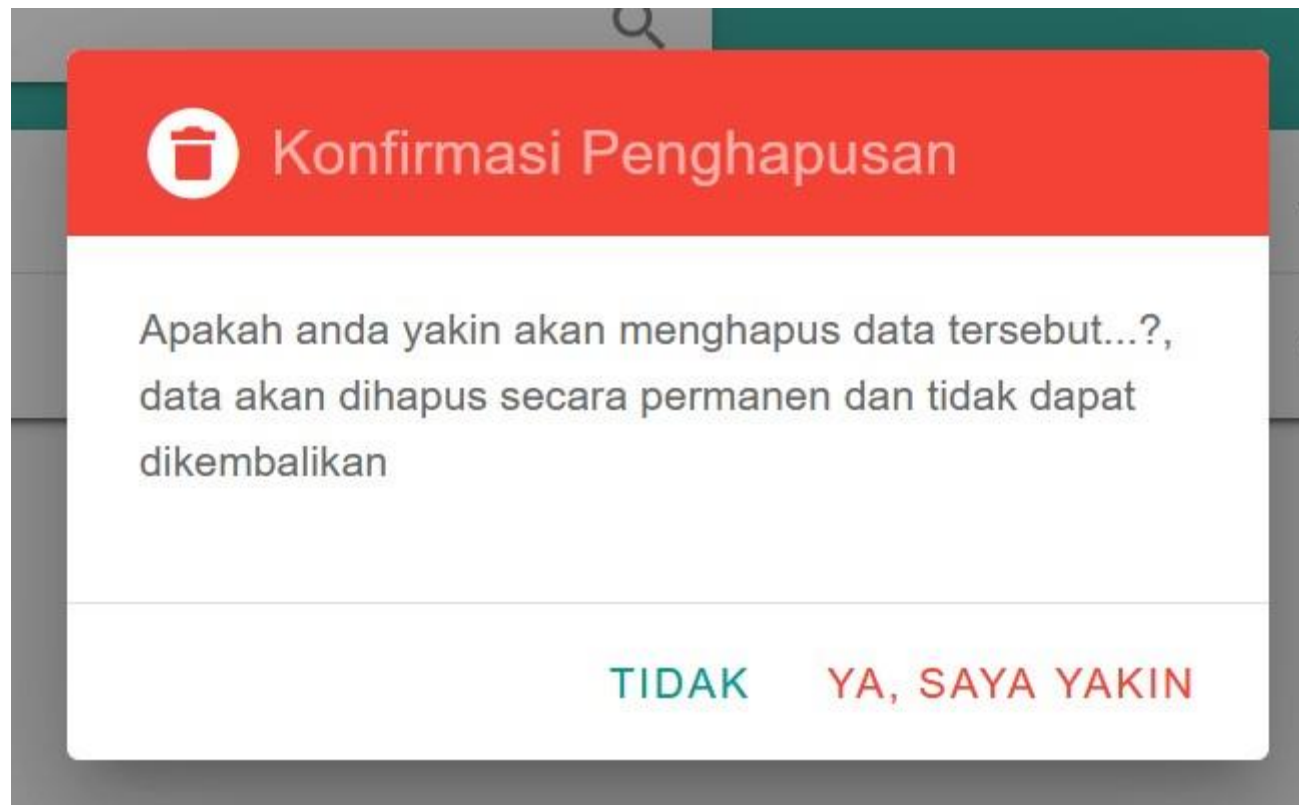 Konfirmasi Penghapusan
Apakah anda yakin akan menghapus data tersebut...?,
data akan dihapus secara permanen dan tidak dapat
dikembalikan
TIDAK YA, SAYA YAKIN